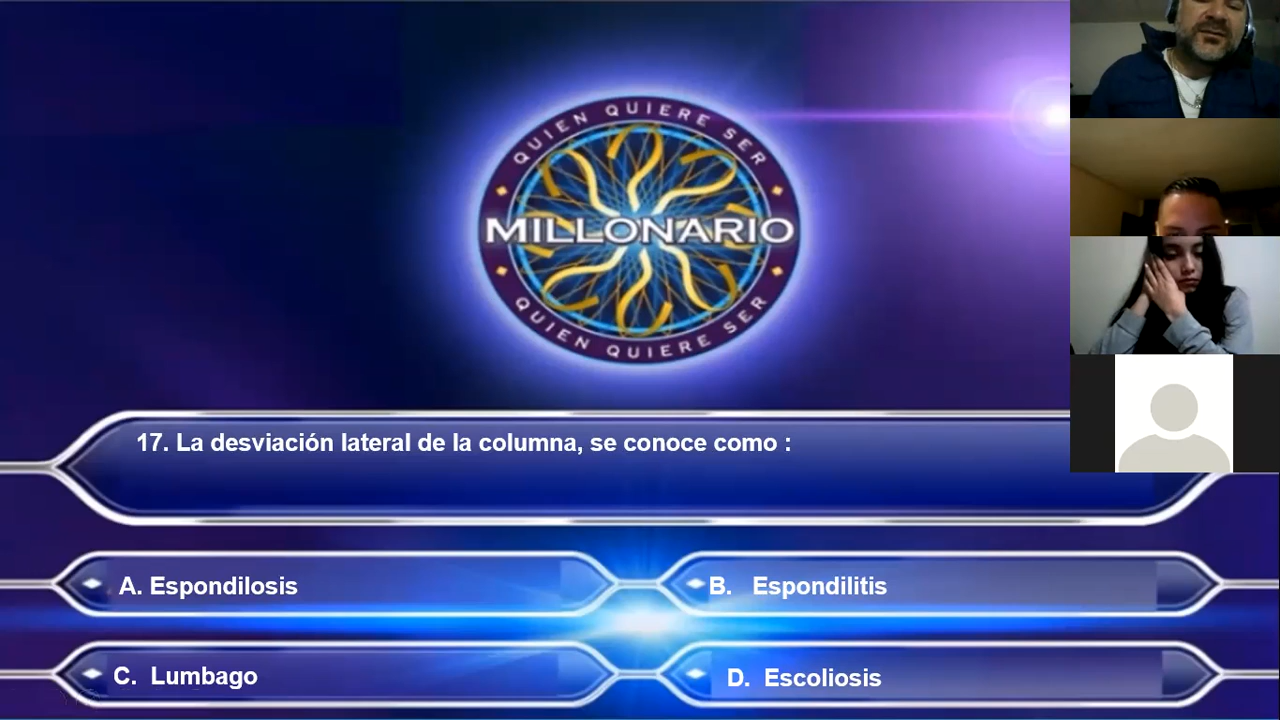 QUIEN QUIERE SER
MILLONARIO
QUIEN QUIERE SER
17. La desviación lateral de la columna, se conoce como :
A. Espondilosis
B. Espondilitis
C. Lumbago
D. Escoliosis